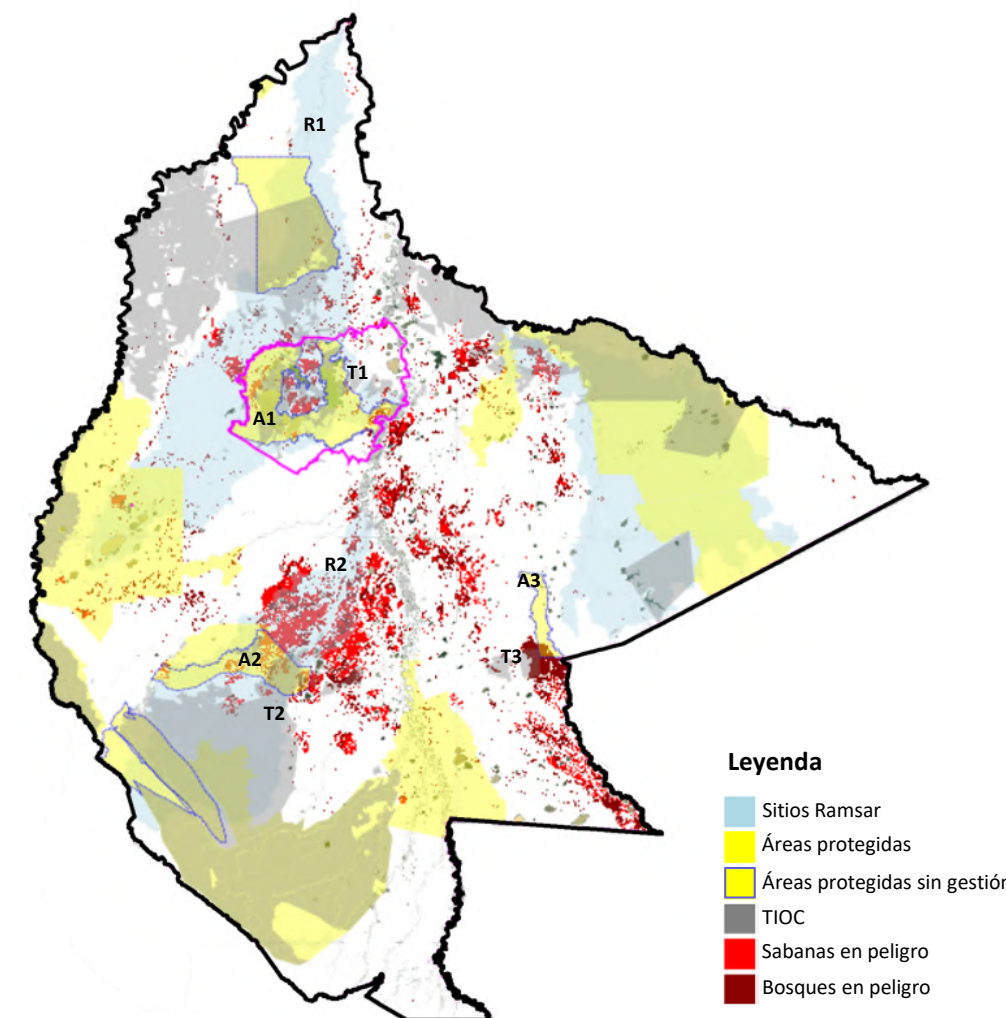 R1
T1
A1
R2
A3
A2
T3
T2
Leyenda
Sitios Ramsar
Áreas protegidas
Áreas protegidas sin gestión
TIOC
Sabanas en peligro
Bosques en peligro